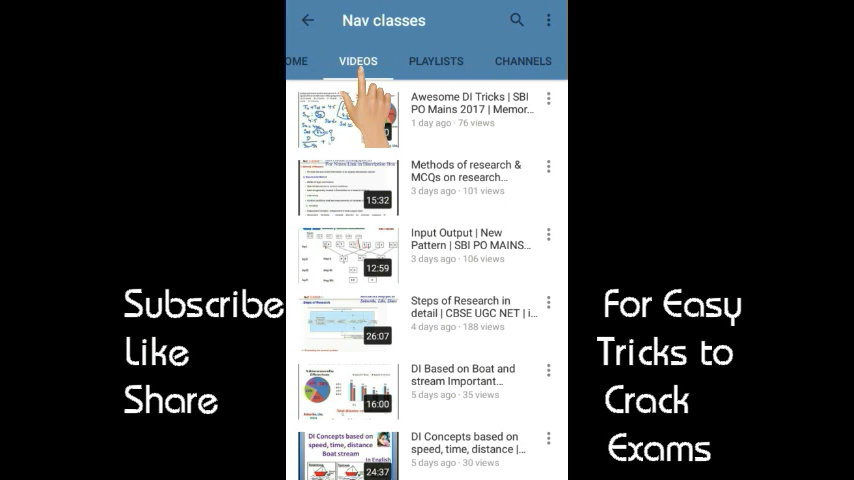 Nav classes
OME VIDEOS PLAYLISTS CHANNELS
Awesome DI Tricks | SBI
PO Mains 2017 | Memor...
1 day ago · 76 views
Methods of research &
MCQs on research...
3 days ago · 101 views
15:32
Input Output | New
Pattern | SBI PO MAINS...
3 days ago · 106 views
12:59
Steps of Research in
detail | CBSE UGC NET | i...
4 days ago · 188 views
26:07
DI Based on Boat and
stream Important...
5 days ago · 35 views
16:00
DI Concepts based on
speed, time, distance
Boat stream
In English
24:37
DI Concepts based on
speed, time, distance |...
5 days ago · 30 views
Subscribe
Like
Share
For Easy
Tricks to
Crack
Exams